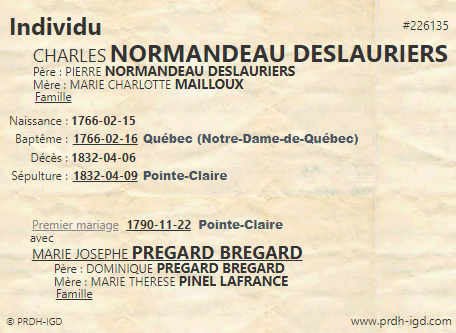 Individu #226135
CHARLES NORMANDEAU DESLAURIERS
Père : PIERRE NORMANDEAU DESLAURIERS
Mère : MARIE CHARLOTTE MAILLOUX
Famille
Naissance : 1766-02-15
Baptême : 1766-02-16 Québec (Notre-Dame-de-Québec)
Décès : 1832-04-06
Sépulture : 1832-04-09 Pointe-Claire
Premier mariage 1790-11-22 Pointe-Claire
avec
MARIE JOSEPHE PREGARD BREGARD
Père : DOMINIQUE PREGARD BREGARD
Mère : MARIE THERESE PINEL LAFRANCE
Famille
© PRDH-IGD www.prdh-igd.com